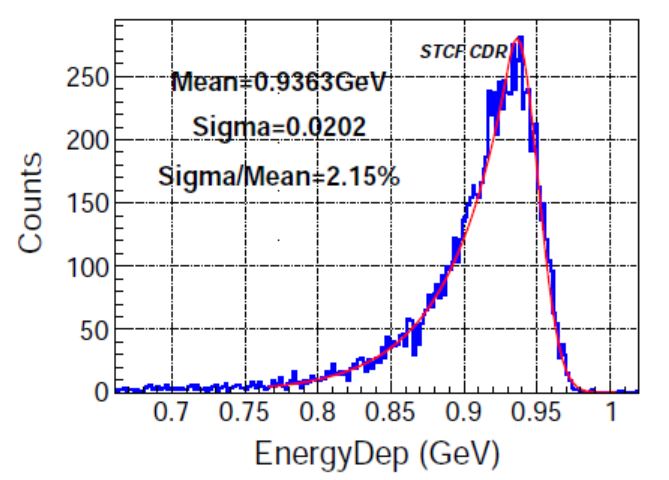 STCF CDR
Mean=0.9363GeV
Sigma=0.0202
Sigma/Mean=2.15%
Counts
250
200
150
100
50
0
0.7 0.75 0.8 0.85 0.9 0.95 1
EnergyDep (GeV)